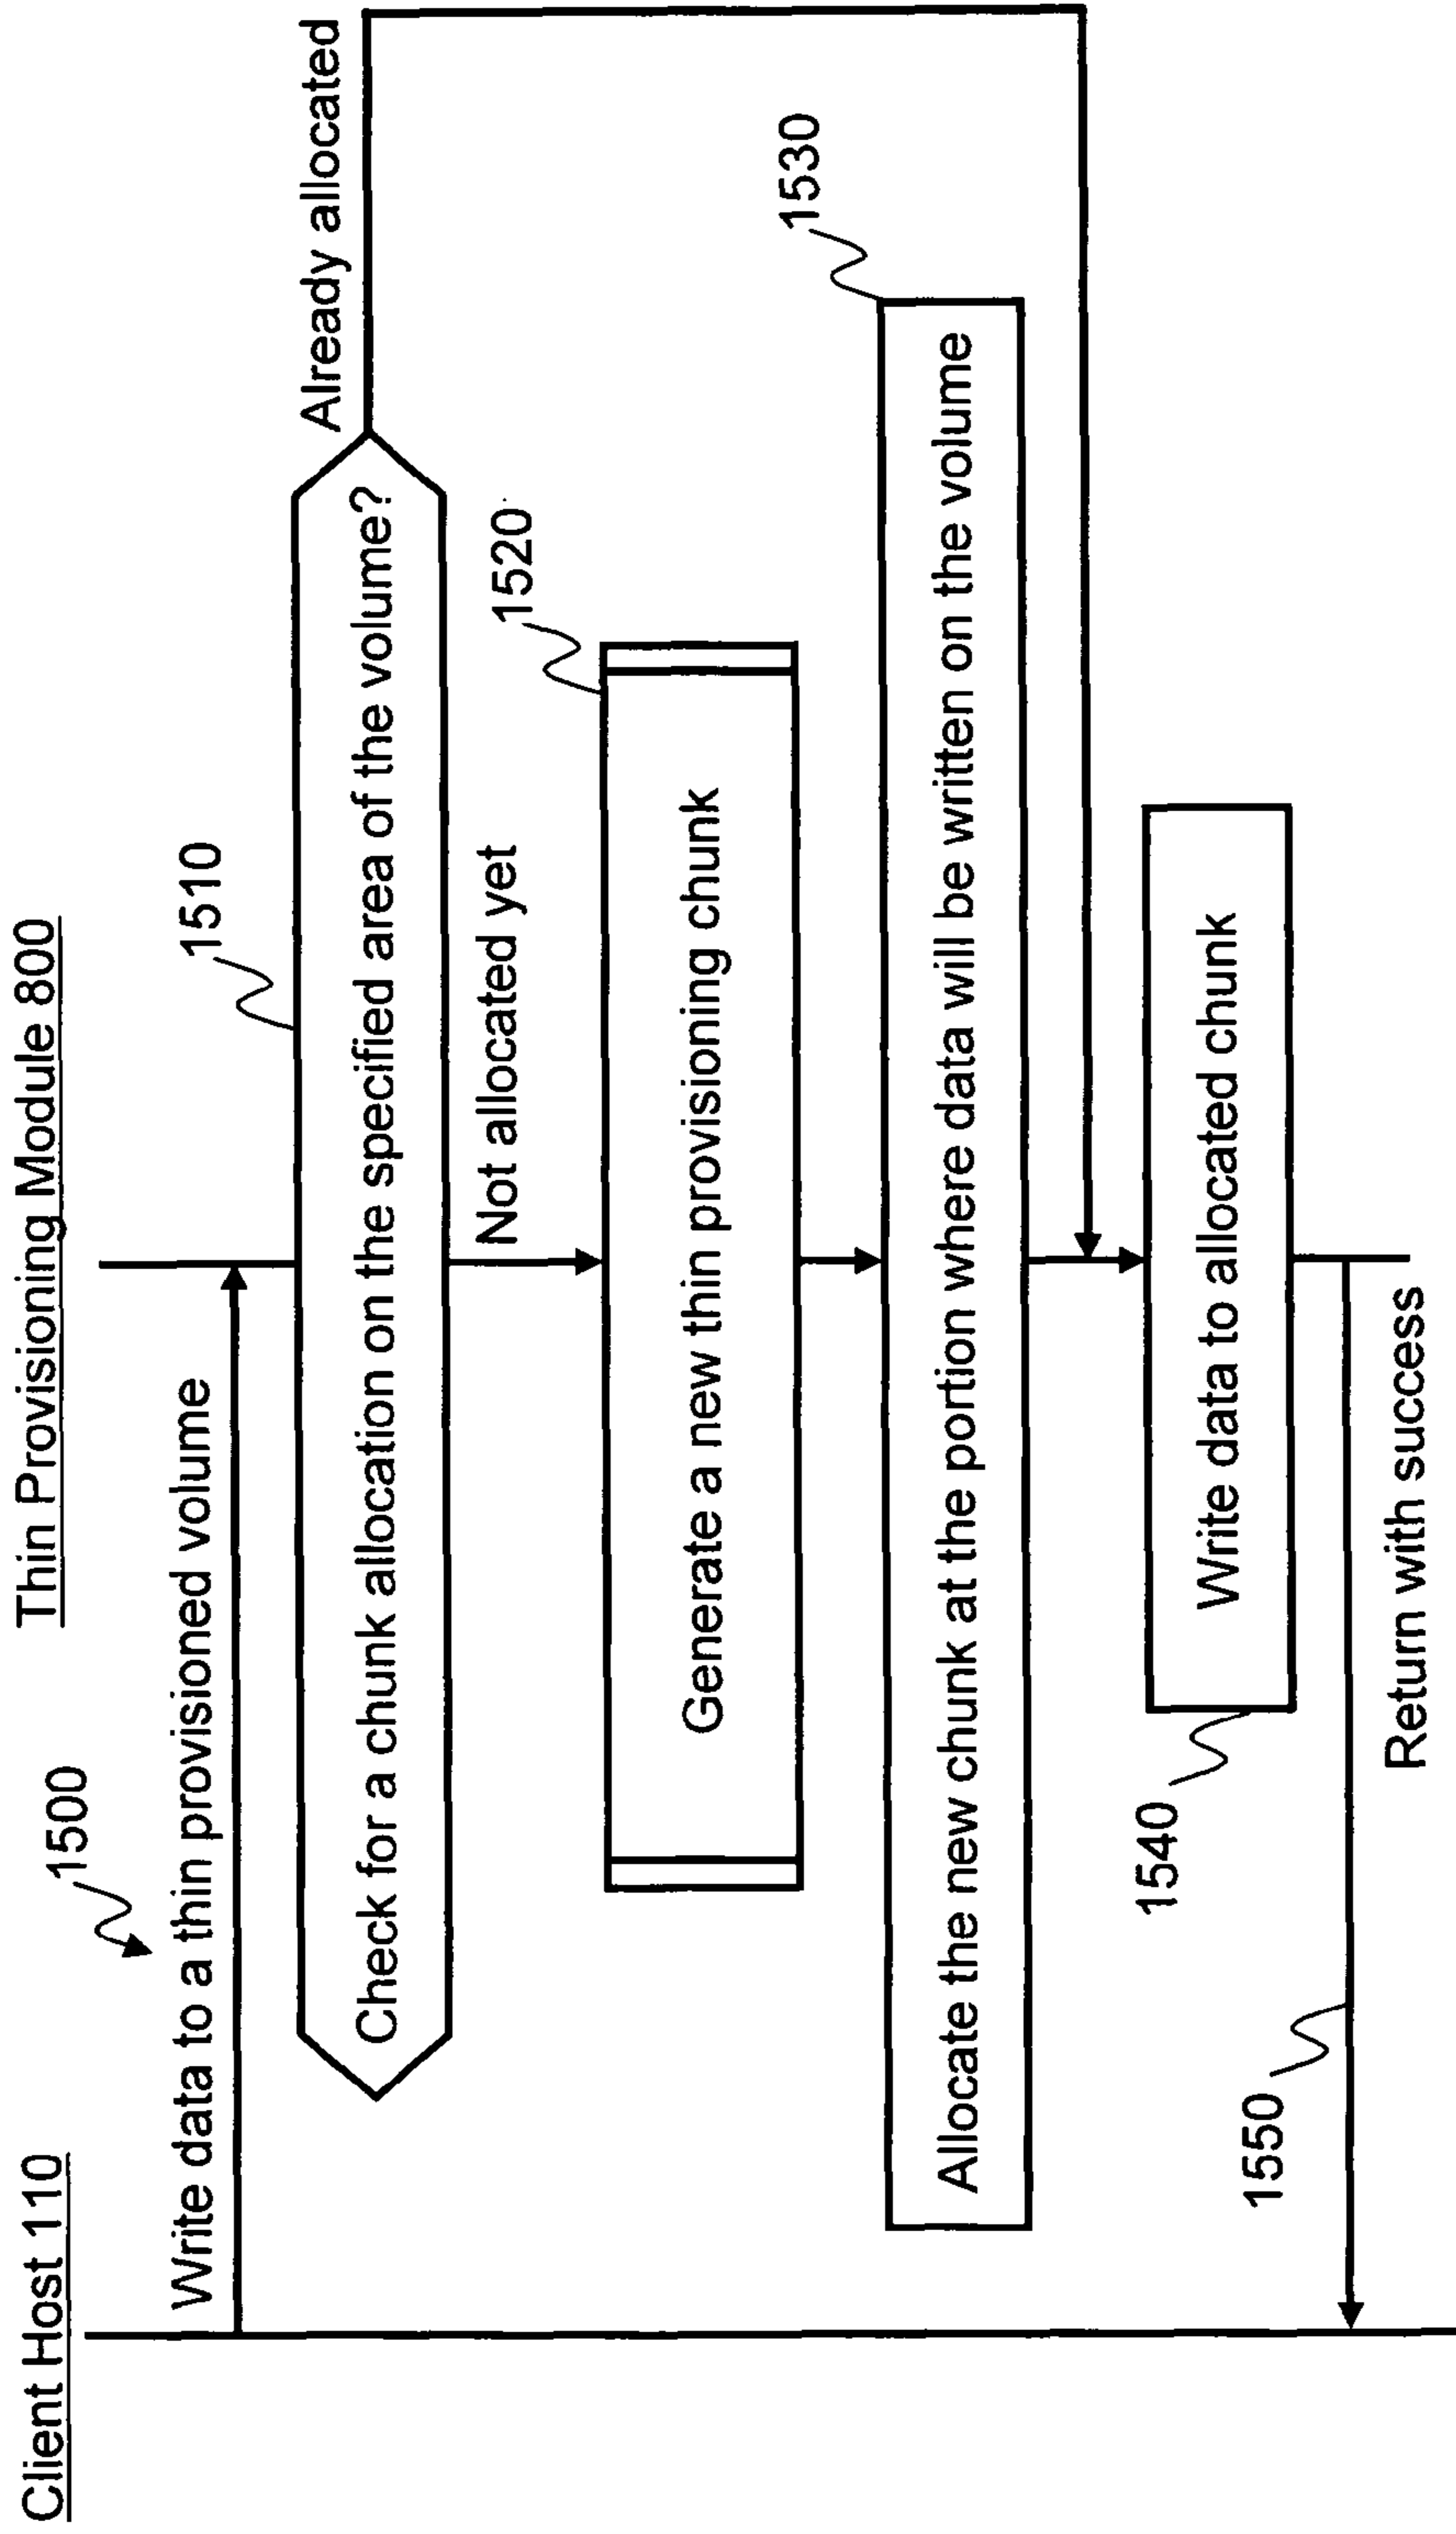 Client Host 110
Thin Provisioning Module 800
1500
Write data to a thin provisioned volume
1510
Check for a chunk allocation on the specified area of the volume?
Already allocated
Not allocated yet
1520
Generate a new thin provisioning chunk
1530
Allocate the new chunk at the portion where data will be written on the volume
1540
Write data to allocated chunk
1550
Return with success